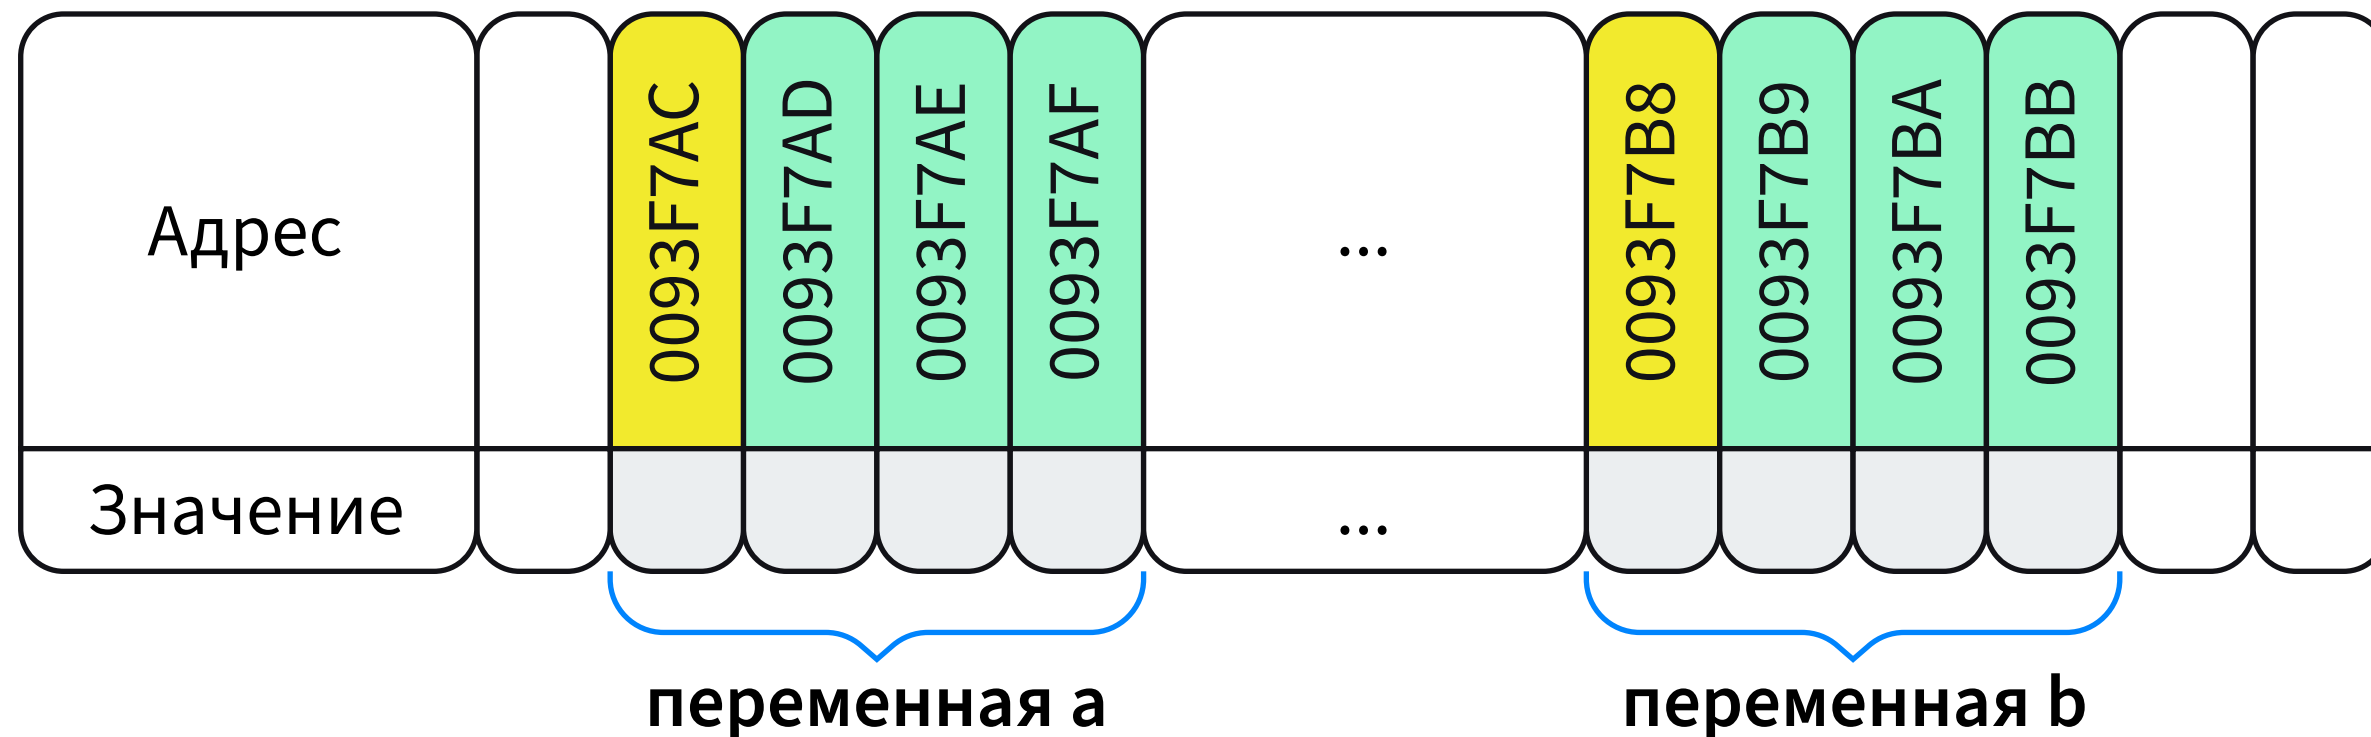 Адрес
0093F7AC
0093F7AD
0093F7AE
0093F7AF
...
0093F7B8
0093F7B9
0093F7BA
0093F7BB
Значение
...
переменная a
переменная b